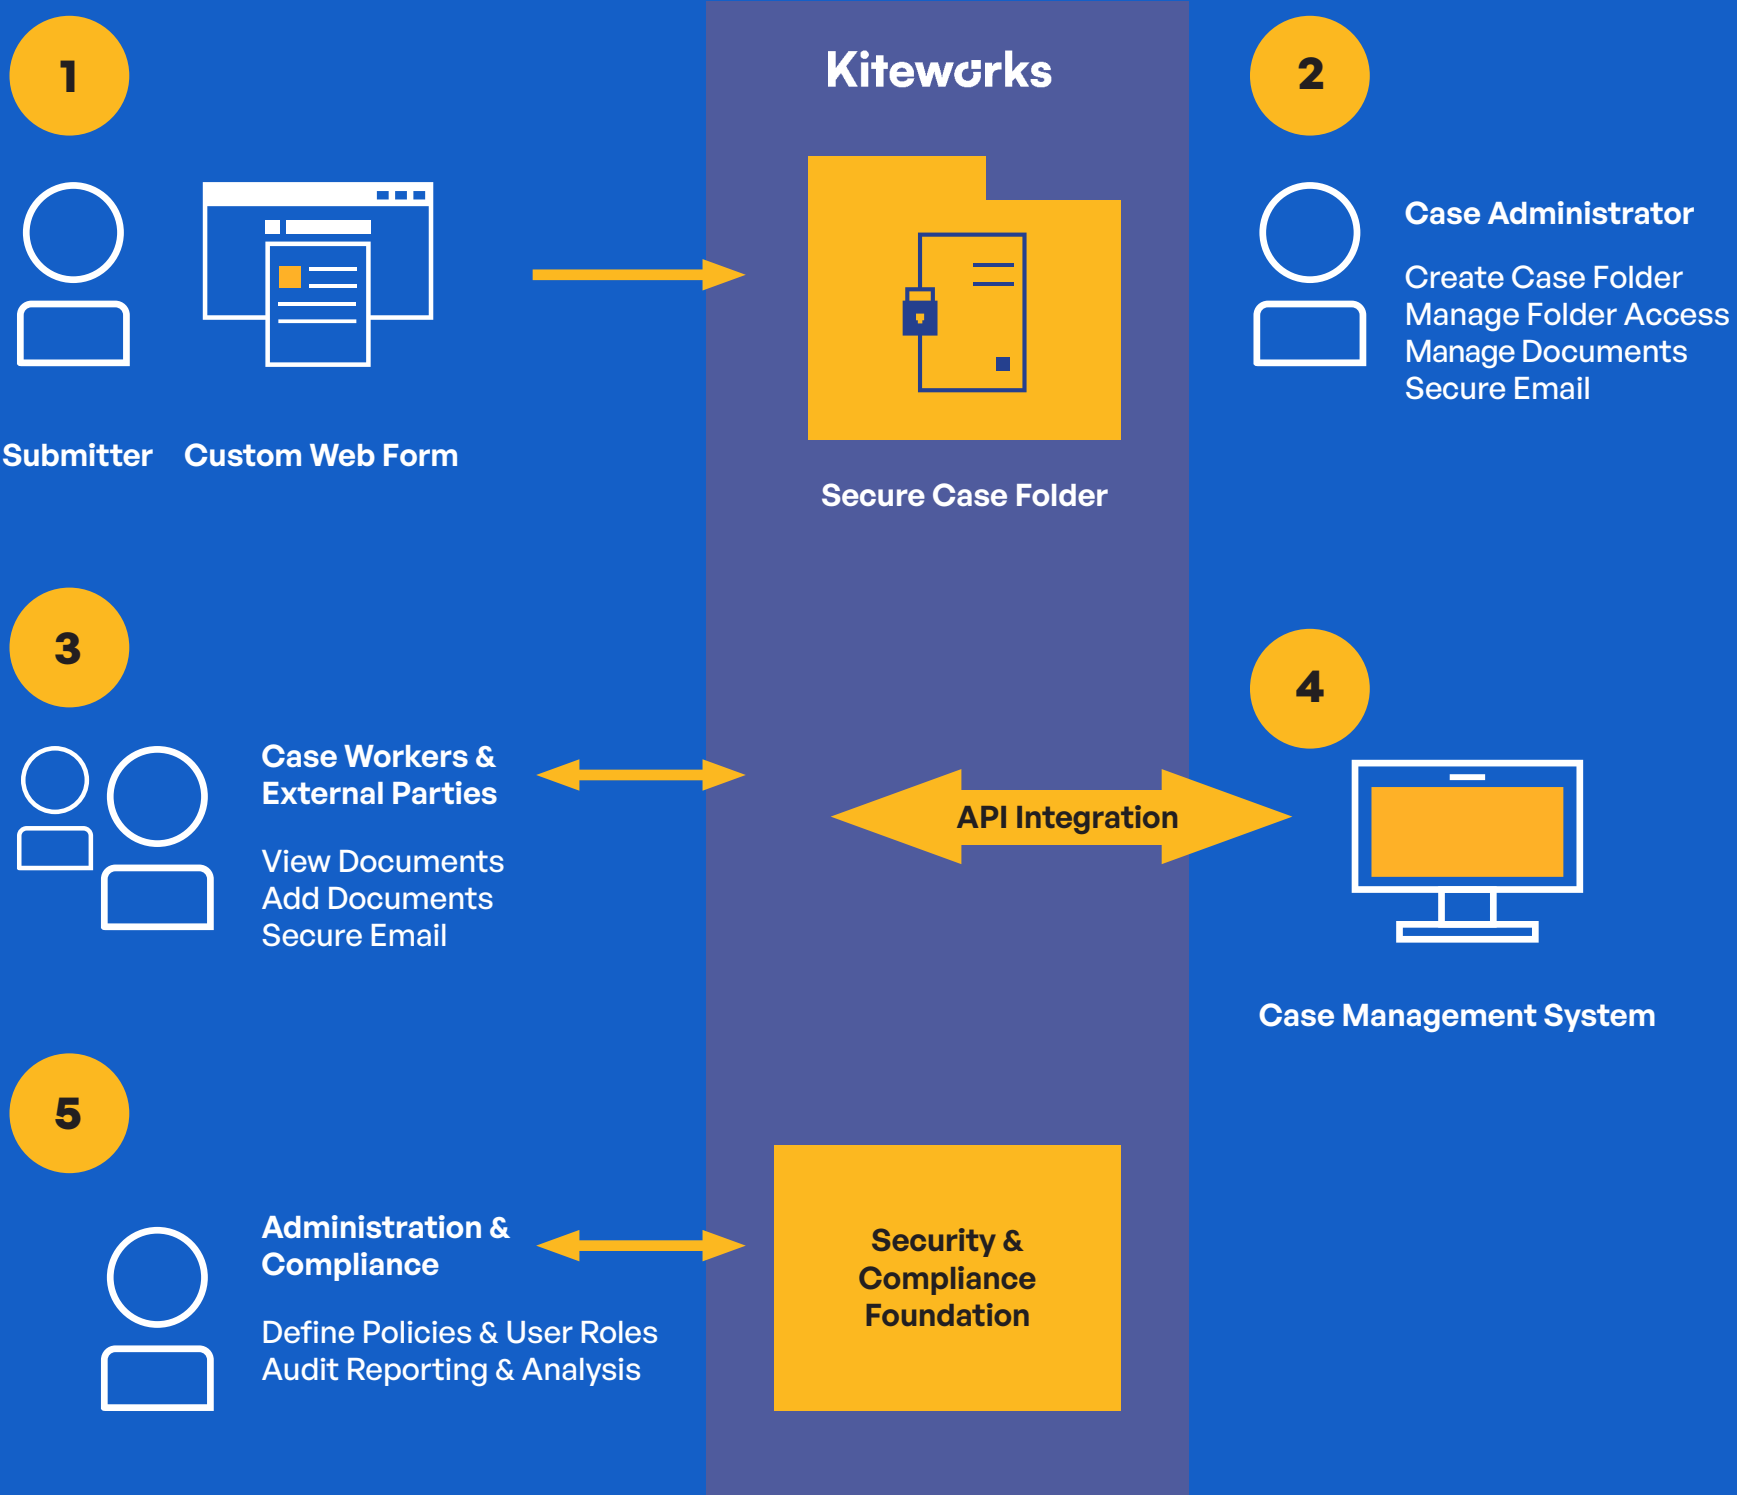 1
Submitter
Custom Web Form
Kiteworks
Secure Case Folder
2
Case Administrator
Create Case Folder
Manage Folder Access
Manage Documents
Secure Email
3
Case Workers &
External Parties
View Documents
Add Documents
Secure Email
API Integration
4
Case Management System
5
Administration &
Compliance
Define Policies & User Roles
Audit Reporting & Analysis
Security &
Compliance
Foundation